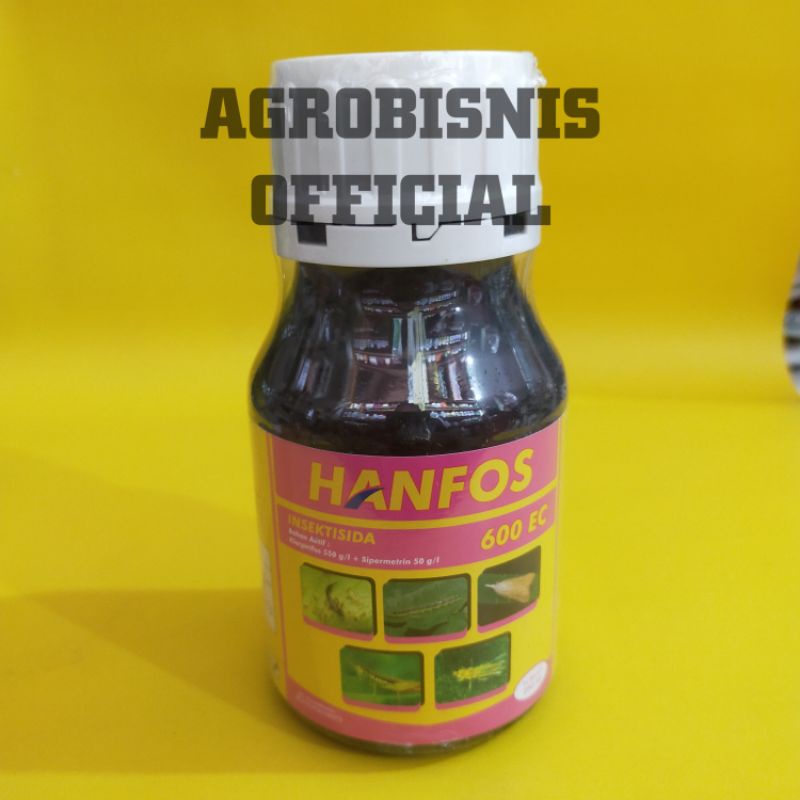 AGROBISNIS
OFFICIAL
HANFOS
INSEKTISIDA
600 EC
Bahan Aktif :
Klorpirifos 550 g/l + Sipermetrin 50 g/l